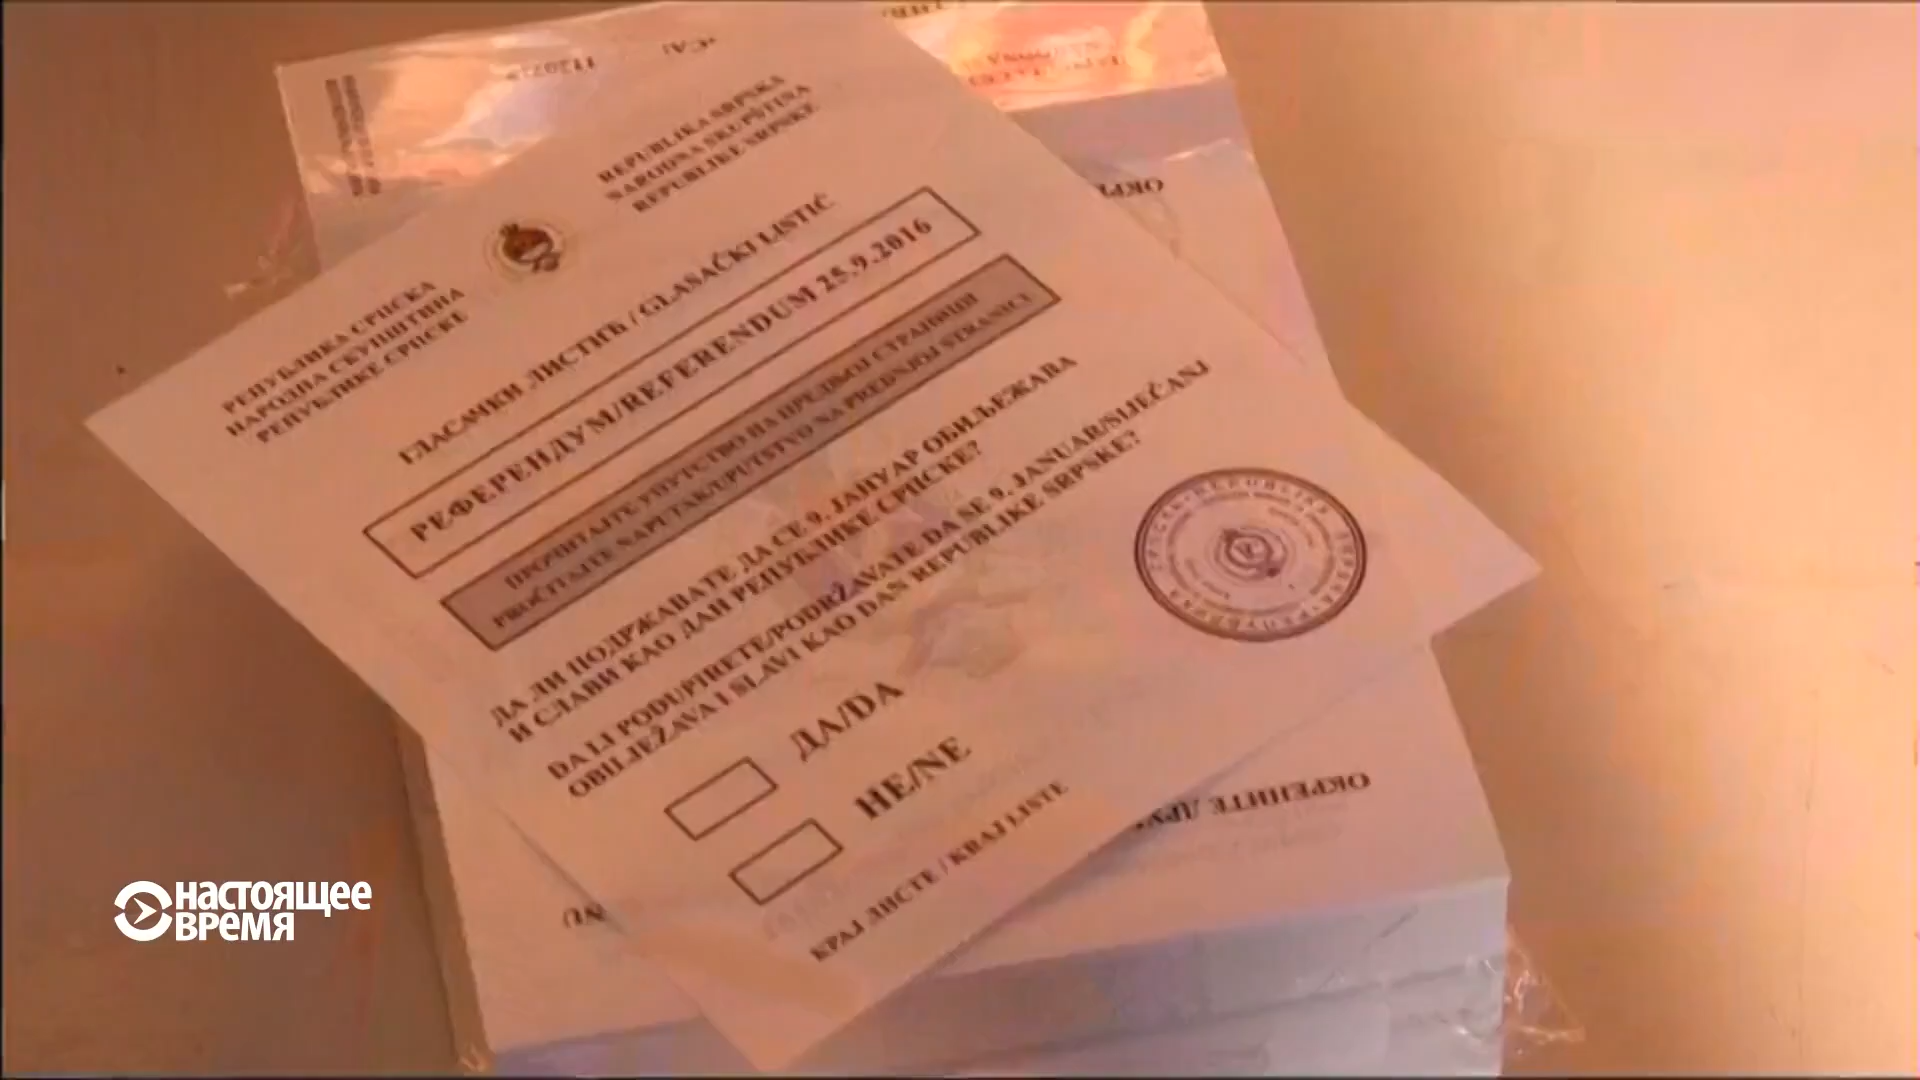 РЕПУБЛИКА СРПСКА
НАРОДНА СКУПШТИНА
РЕПУБЛИКЕ СРПСКЕ
REPUBLIKA SRPSKA
NARODNA SKUPŠTINA
REPUBLIKE SRPSKE
ГЛАСАЧКИ ЛИСТИЋ / GLASAČKI LISTIĆ
РЕФЕРЕНДУМ/REFERENDUM 25.9.2016
ПРОЧИТАЈТЕ УПУТСТВО НА ПРЕДЊОЈ СТРАНИЦИ
PROČITAJTE NAPUTAK/UPUTSTVO NA PREDNJOJ STRANICI
ДА ЛИ ПОДРЖАВАТЕ ДА СЕ 9. ЈАНУАР ОБИЉЕЖАВА
И СЛАВИ КАО ДАН РЕПУБЛИКЕ СРПСКЕ?
DA LI PODUPIRETE/PODRŽAVATE DA SE 9. JANUAR/SIJEČANJ
OBILJEŽAVA I SLAVI KAO DAN REPUBLIKE SRPSKE?
ДА/DA
НЕ/NE
КРАЈ ЛИСТЕ / KRAJ LISTE
ОКРЕНИТЕ
НАСТОЯЩЕЕ
ВРЕМЯ